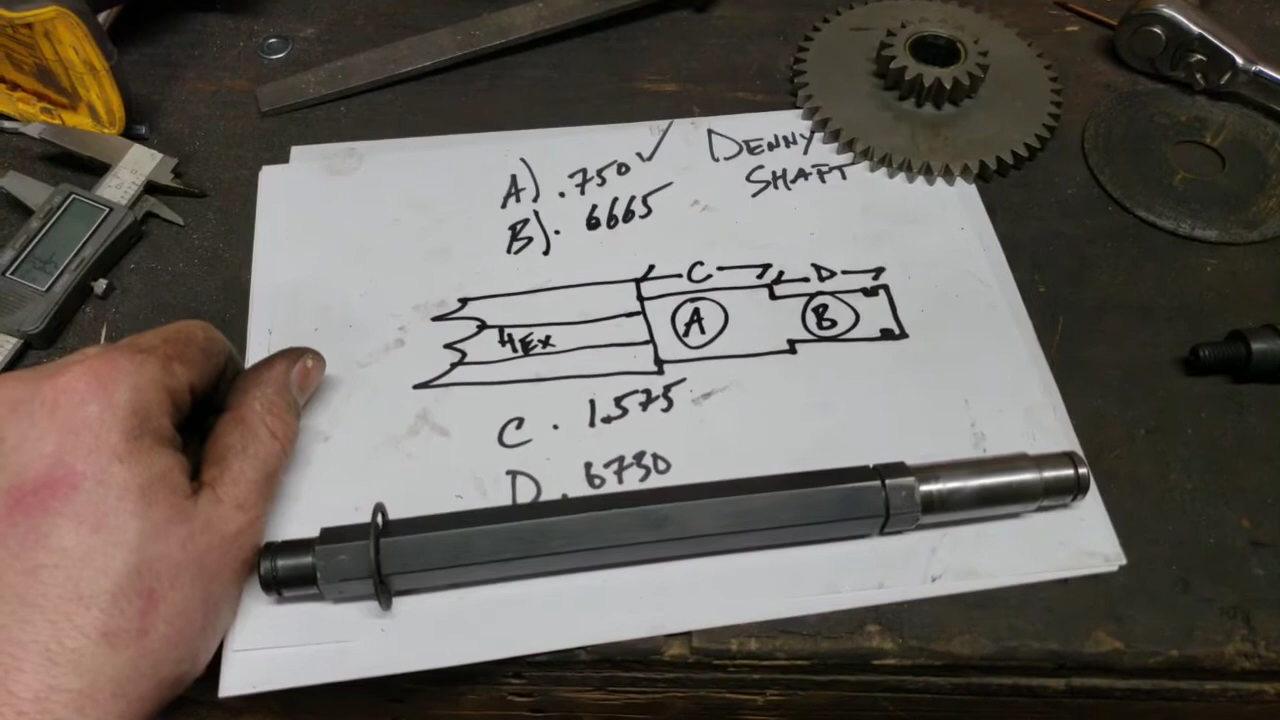 A) .750 ✓
DENNY
SHAFT
B). 6665
C D
HEX A B
C. 1.575
D. 6730